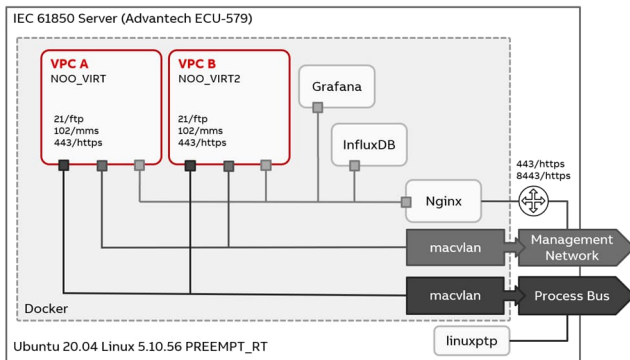 IEC 61850 Server (Advantech ECU-579)
VPC A
NOO_VIRT
21/ftp
102/mms
443/https
VPC B
NOO_VIRT2
21/ftp
102/mms
443/https
Grafana
InfluxDB
Nginx
443/https
8443/https
macvlan
Management
Network
macvlan
Process Bus
Docker
linuxptp
Ubuntu 20.04 Linux 5.10.56 PREEMPT_RT